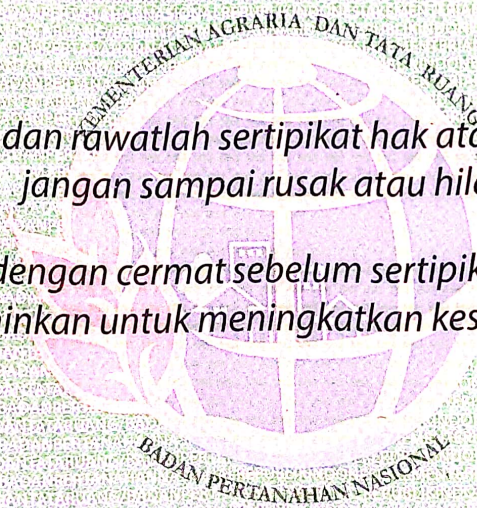 KEMENTERIAN AGRARIA DAN TATA RUANG
dan rawatlah sertipikat hak ata
jangan sampai rusak atau hil
dengan cermat sebelum sertipik
inkan untuk meningkatkan kes
BADAN PERTANAHAN NASIONAL